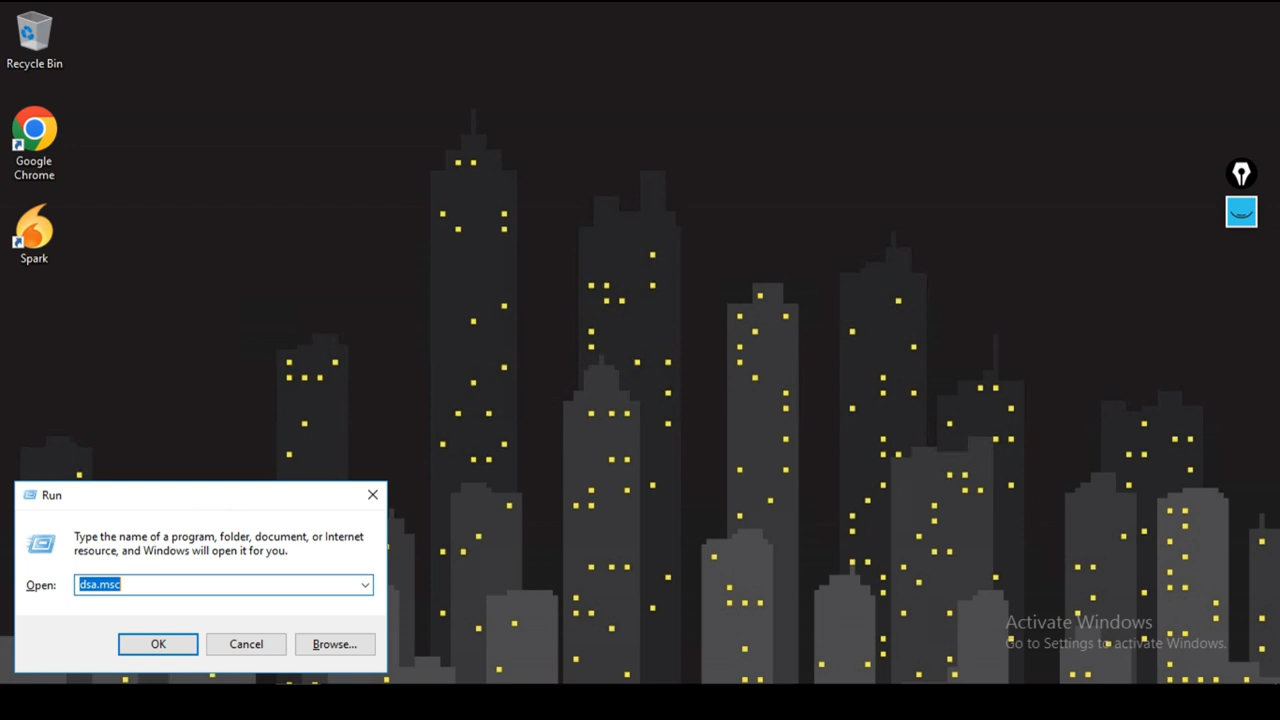 Recycle Bin
Google
Chrome
Spark
Run
Type the name of a program, folder, document, or Internet
resource, and Windows will open it for you.
Open:
dsa.msc
OK
Cancel
Browse...
Activate Windows
Go to Settings to activate Windows.